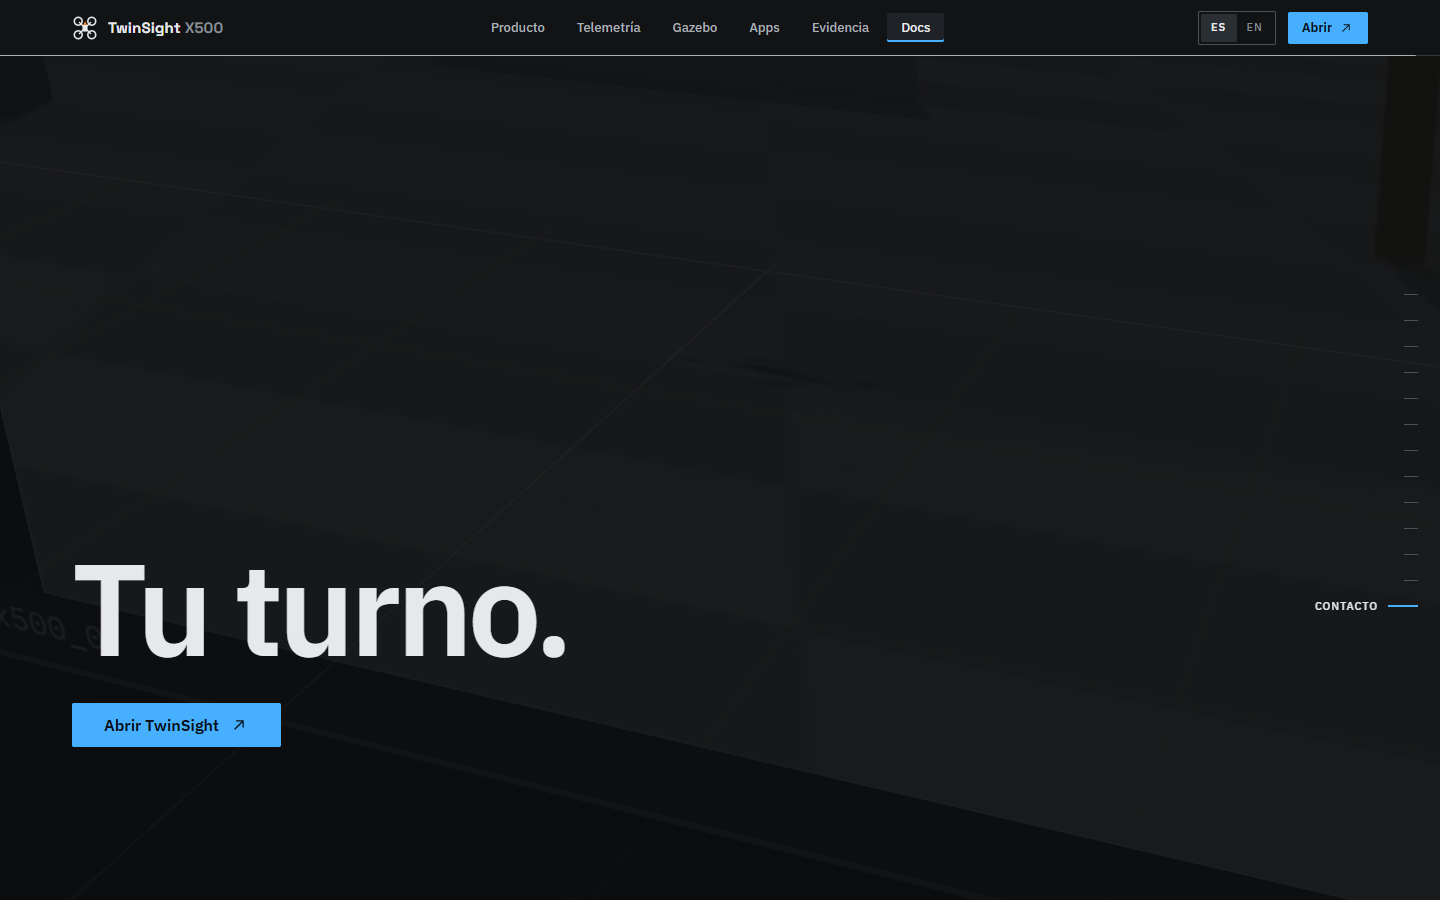 TwinSight X500
Producto
Telemetría
Gazebo
Apps
Evidencia
Docs
ES
EN
Abrir
CONTACTO
Tu turno.
Abrir TwinSight